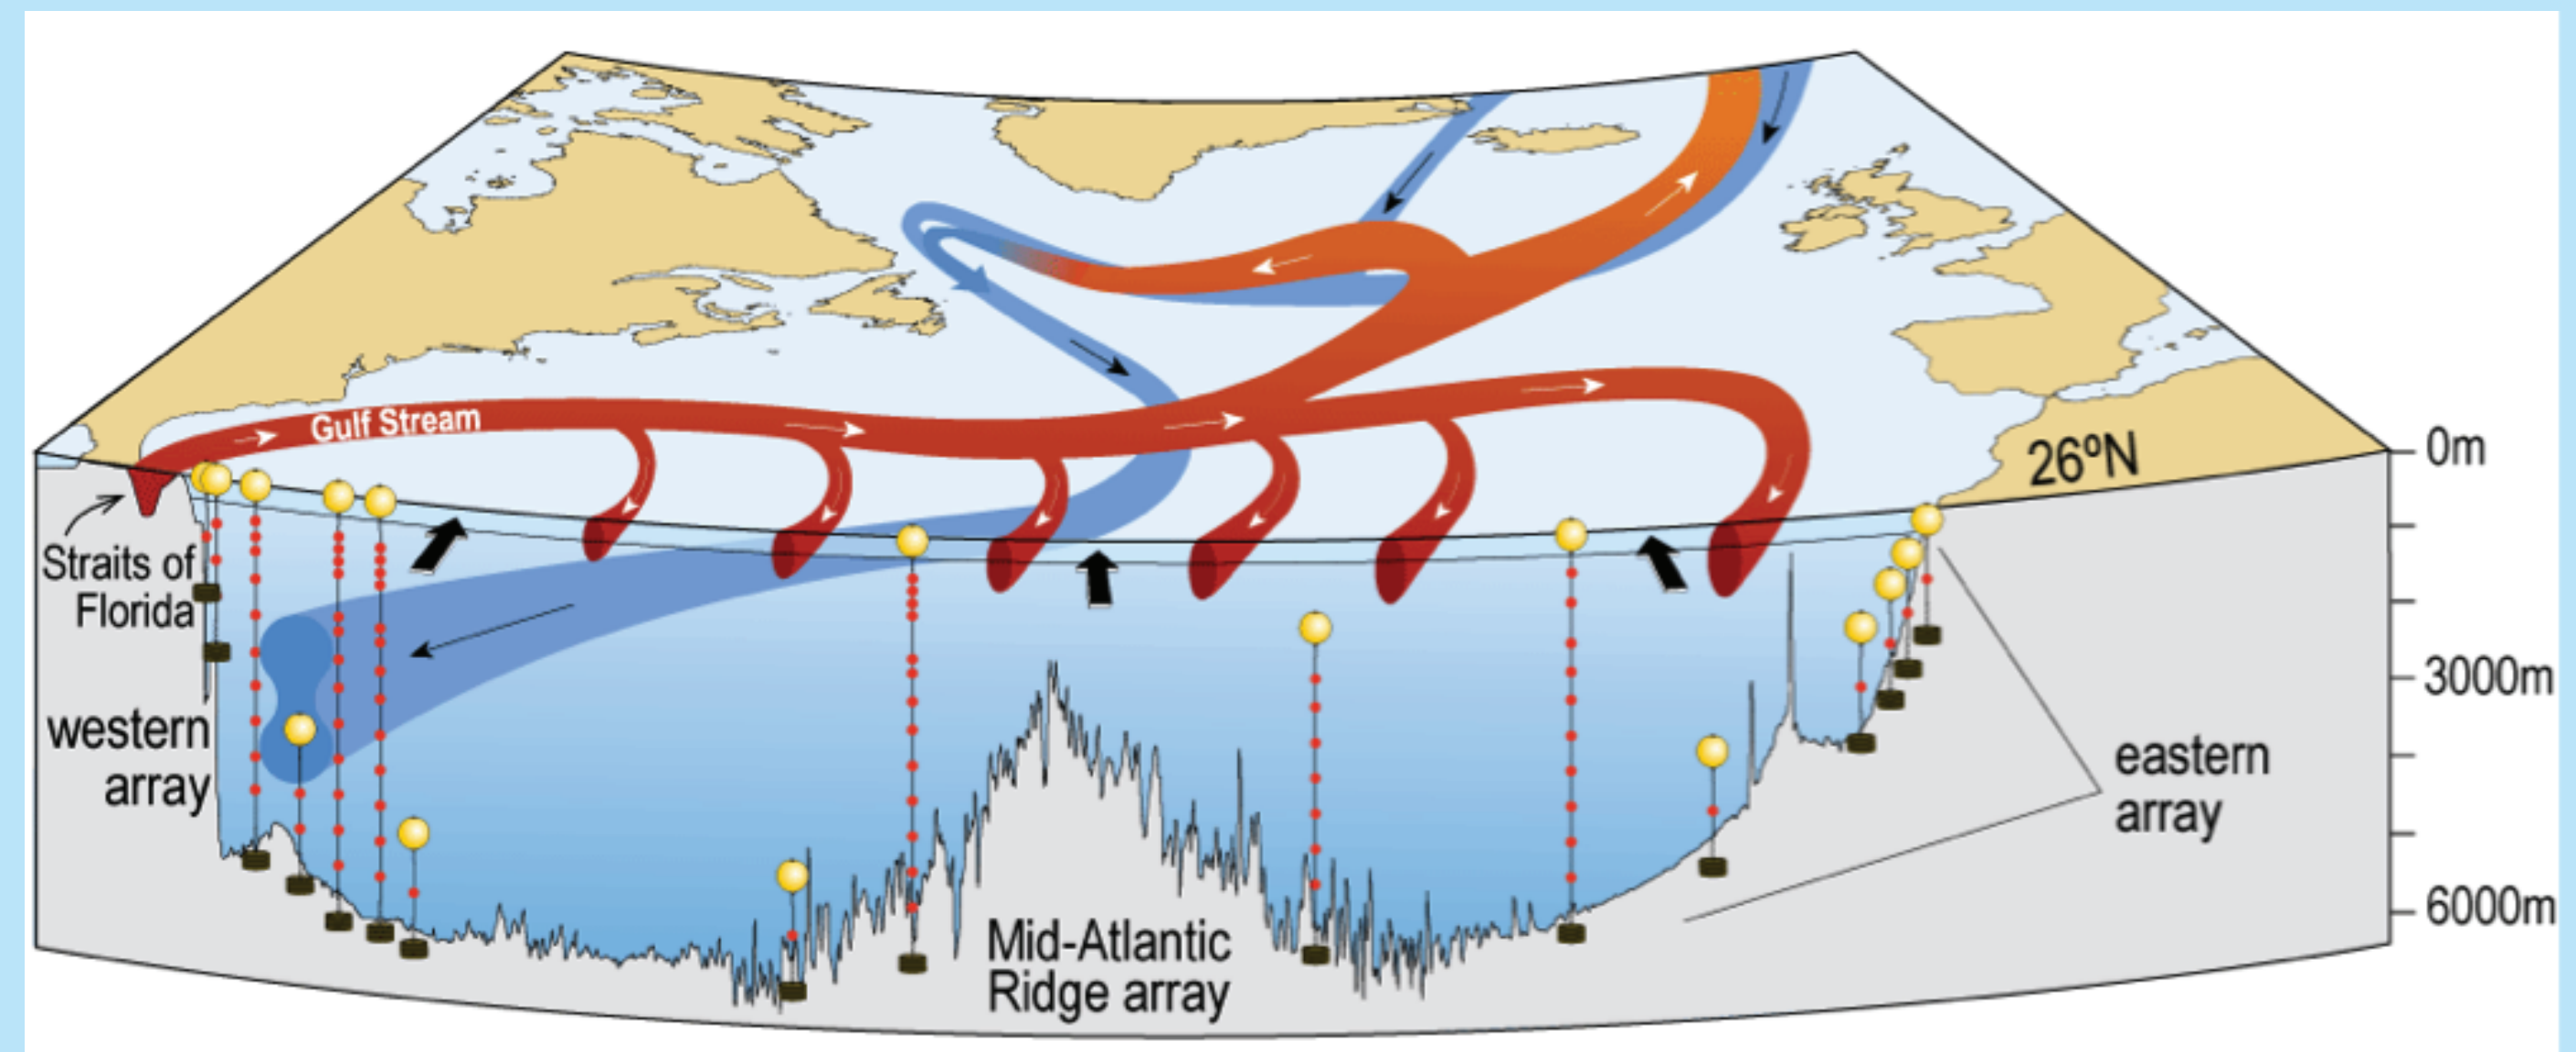 Gulf Stream
26ºN
0m
Straits of
Florida
3000m
western
array
eastern
array
6000m
Mid-Atlantic
Ridge array